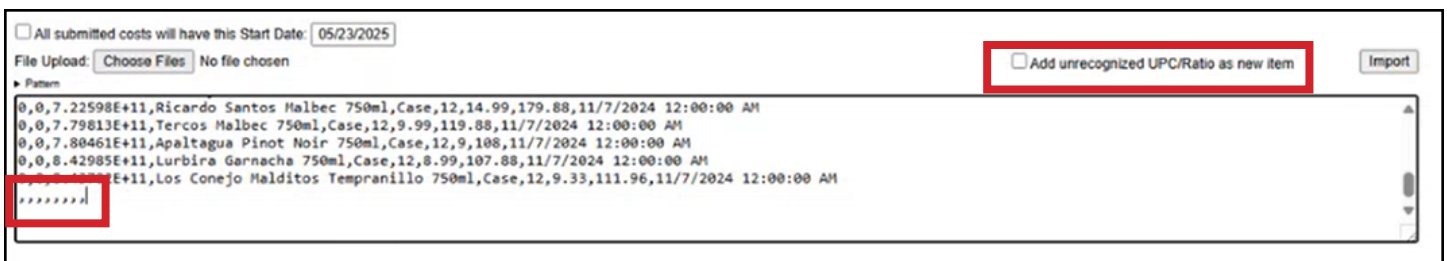 All submitted costs will have this Start Date: 05/23/2025
File Upload: Choose Files No file chosen
Add unrecognized UPC/Ratio as new item
Import
Pattern
0,0,7.22598E+11,Ricardo Santos Malbec 750ml,Case,12,14.99,179.88,11/7/2024 12:00:00 AM
0,0,7.79813E+11,Tercos Malbec 750ml,Case,12,9.99,119.88,11/7/2024 12:00:00 AM
0,0,7.80461E+11,Apaltagua Pinot Noir 750ml,Case,12,9,108,11/7/2024 12:00:00 AM
0,0,8.42985E+11,Lurbira Garnacha 750ml,Case,12,8.99,107.88,11/7/2024 12:00:00 AM
E+11,Los Conejo Malditos Tempranillo 750ml,Case,12,9.33,111.96,11/7/2024 12:00:00 AM
,,,,,,,,